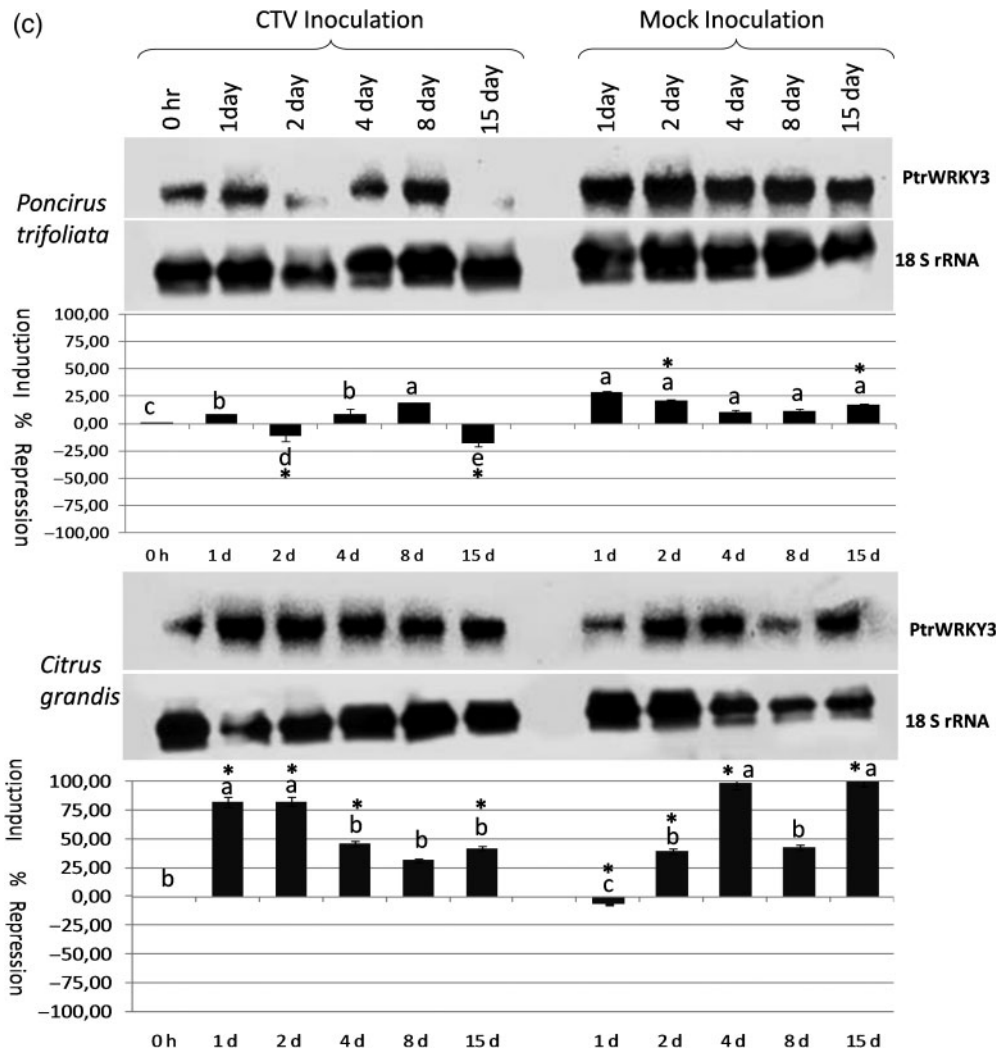 (c)
CTV Inoculation Mock Inoculation
0 hr 1day 2 day 4 day 8 day 15 day 1day 2 day 4 day 8 day 15 day
Poncirus trifoliata
PtrWRKY3
18 S rRNA
% Repression Induction
100,00
75,00
50,00
25,00
0,00
−25,00
−50,00
−75,00
−100,00
c b d * b a e * a * a a a * a
0 h 1 d 2 d 4 d 8 d 15 d 1 d 2 d 4 d 8 d 15 d
Citrus grandis
PtrWRKY3
18 S rRNA
% Repression Induction
100,00
75,00
50,00
25,00
0,00
−25,00
−50,00
−75,00
−100,00
b * a * a * b b * b * c * b * a b * a
0 h 1 d 2 d 4 d 8 d 15 d 1 d 2 d 4 d 8 d 15 d